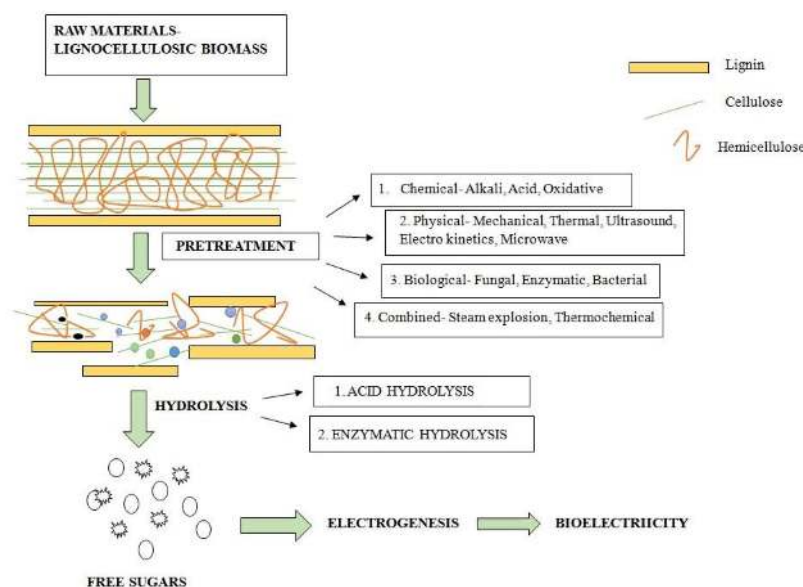 RAW MATERIALS-
LIGNOCELLULOSIC BIOMASS
Lignin
Cellulose
Hemicellulose
PRETREATMENT
1. Chemical- Alkali, Acid, Oxidative
2. Physical- Mechanical, Thermal, Ultrasound,
Electro kinetics, Microwave
3. Biological- Fungal, Enzymatic, Bacterial
4. Combined- Steam explosion, Thermochemical
HYDROLYSIS
1. ACID HYDROLYSIS
2. ENZYMATIC HYDROLYSIS
FREE SUGARS
ELECTROGENESIS
BIOELECTRIICITY